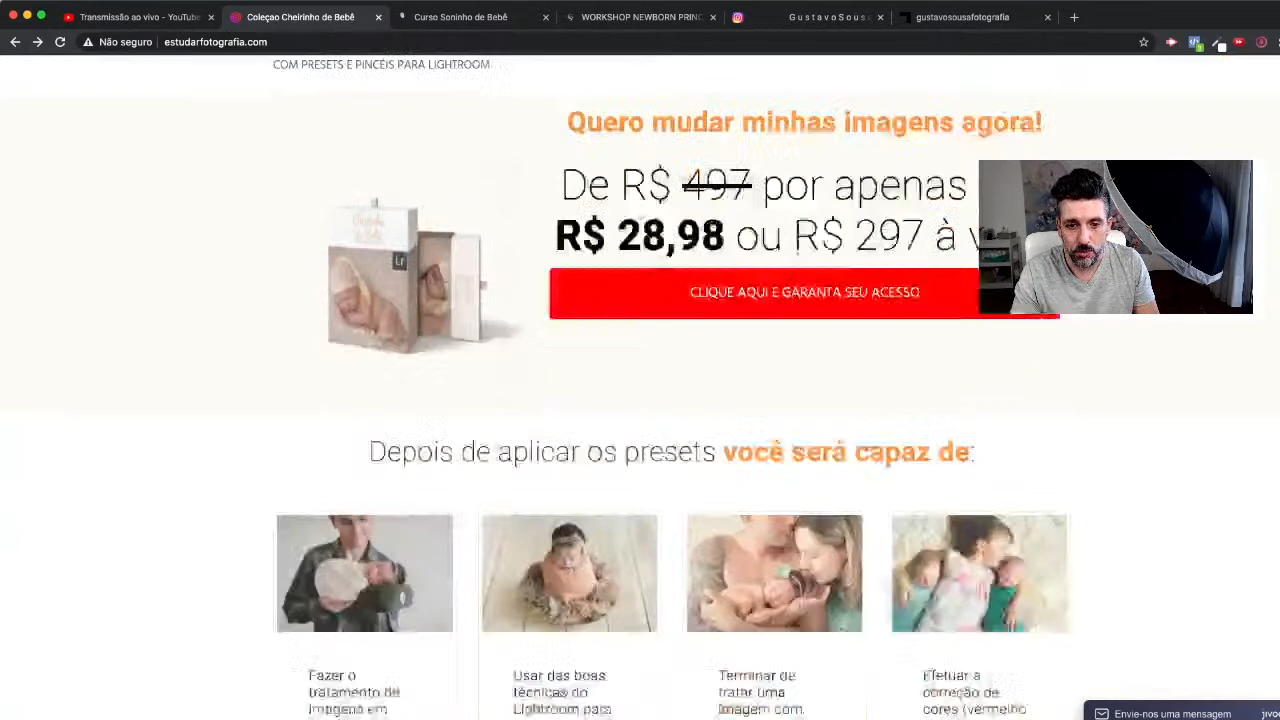 Transmissão ao vivo - YouTube
Coleçao Cheirinho de Bebê
Curso Soninho de Bebê
WORKSHOP NEWBORN PRIN
G u s t a v o S o u s
gustavosousafotografia
Não seguro
estudarfotografia.com
COM PRESETS E PINCÉIS PARA LIGHTROOM
Quero mudar minhas imagens agora!
De R$ 497 por apenas
R$ 28,98 ou R$ 297 à v
CLIQUE AQUI E GARANTA SEU ACESSO
Lr
Depois de aplicar os presets você será capaz de:
Fazer o
tratamento de
imagens em
Usar das boas
técnicas do
Lightroom para
Terminar de
tratar uma
imagem com
Efetuar a
correção de
cores (vermelho
Envie-nos uma mensagem
jivo